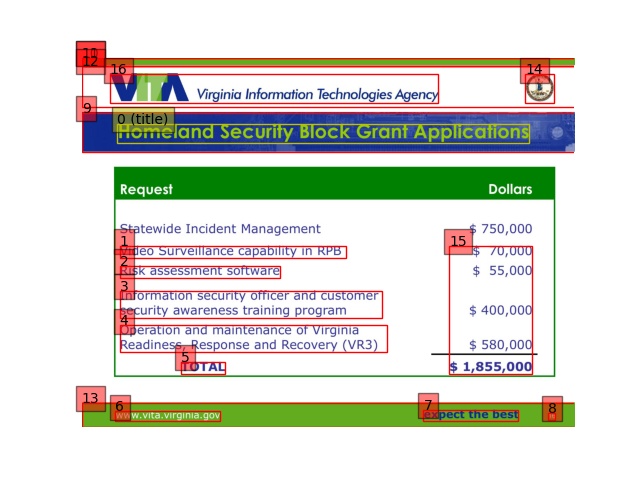 11
12
16
14
VITA Virginia Information Technologies Agency
9
0 (title)
Homeland Security Block Grant Applications
Request Dollars
Statewide Incident Management $ 750,000
1
15
Video Surveillance capability in RPB $ 70,000
2
Risk assessment software $ 55,000
3
Information security officer and customer
security awareness training program $ 400,000
4
Operation and maintenance of Virginia
Readiness, Response and Recovery (VR3) $ 580,000
5
TOTAL $ 1,855,000
13
6
7
8
www.vita.virginia.gov expect the best